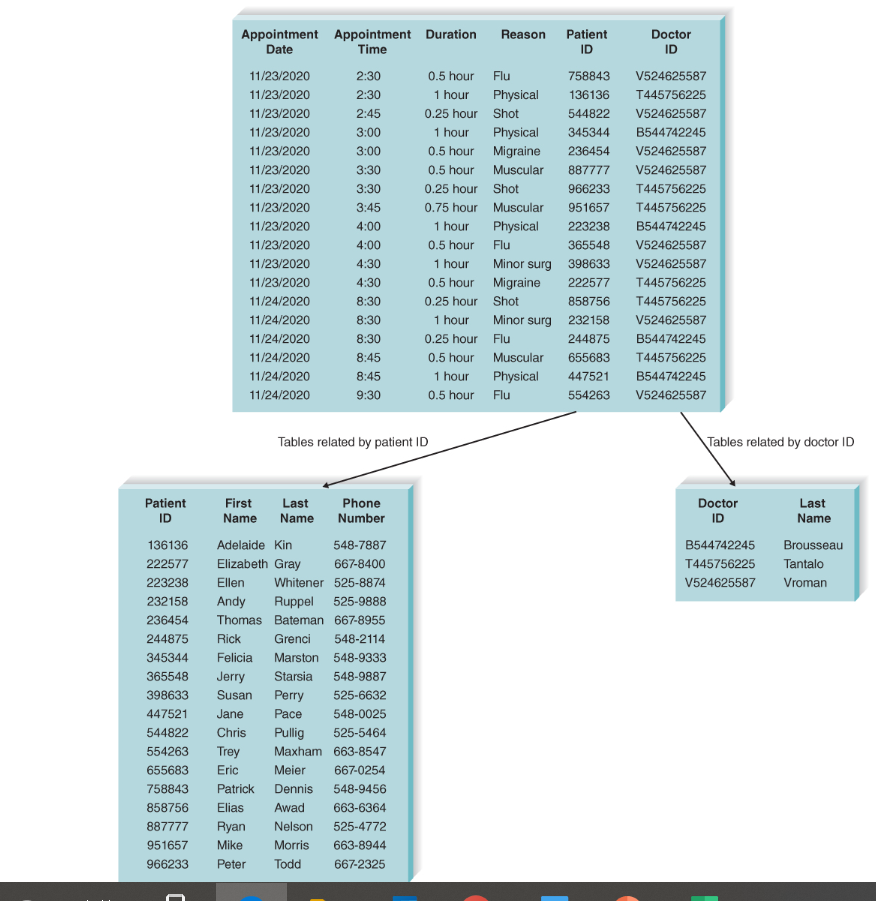 Appointment Appointment Duration Reason Patient Doctor
Date Time ID ID
11/23/2020 2:30 0.5 hour Flu 758843 V524625587
11/23/2020 2:30 1 hour Physical 136136 T445756225
11/23/2020 2:45 0.25 hour Shot 544822 V524625587
11/23/2020 3:00 1 hour Physical 345344 B544742245
11/23/2020 3:00 0.5 hour Migraine 236454 V524625587
11/23/2020 3:30 0.5 hour Muscular 887777 V524625587
11/23/2020 3:30 0.25 hour Shot 966233 T445756225
11/23/2020 3:45 0.75 hour Muscular 951657 T445756225
11/23/2020 4:00 1 hour Physical 223238 B544742245
11/23/2020 4:00 0.5 hour Flu 365548 V524625587
11/23/2020 4:30 1 hour Minor surg 398633 V524625587
11/23/2020 4:30 0.5 hour Migraine 222577 T445756225
11/24/2020 8:30 0.25 hour Shot 858756 T445756225
11/24/2020 8:30 1 hour Minor surg 232158 V524625587
11/24/2020 8:30 0.25 hour Flu 244875 B544742245
11/24/2020 8:45 0.5 hour Muscular 655683 T445756225
11/24/2020 8:45 1 hour Physical 447521 B544742245
11/24/2020 9:30 0.5 hour Flu 554263 V524625587
Tables related by patient ID
Tables related by doctor ID
Patient First Last Phone
ID Name Name Number
136136 Adelaide Kin 548-7887
222577 Elizabeth Gray 667-8400
223238 Ellen Whitener 525-8874
232158 Andy Ruppel 525-9888
236454 Thomas Bateman 667-8955
244875 Rick Grenci 548-2114
345344 Felicia Marston 548-9333
365548 Jerry Starsia 548-9887
398633 Susan Perry 525-6632
447521 Jane Pace 548-0025
544822 Chris Pullig 525-5464
554263 Trey Maxham 663-8547
655683 Eric Meier 667-0254
758843 Patrick Dennis 548-9456
858756 Elias Awad 663-6364
887777 Ryan Nelson 525-4772
951657 Mike Morris 663-8944
966233 Peter Todd 667-2325
Doctor Last
ID Name
B544742245 Brousseau
T445756225 Tantalo
V524625587 Vroman